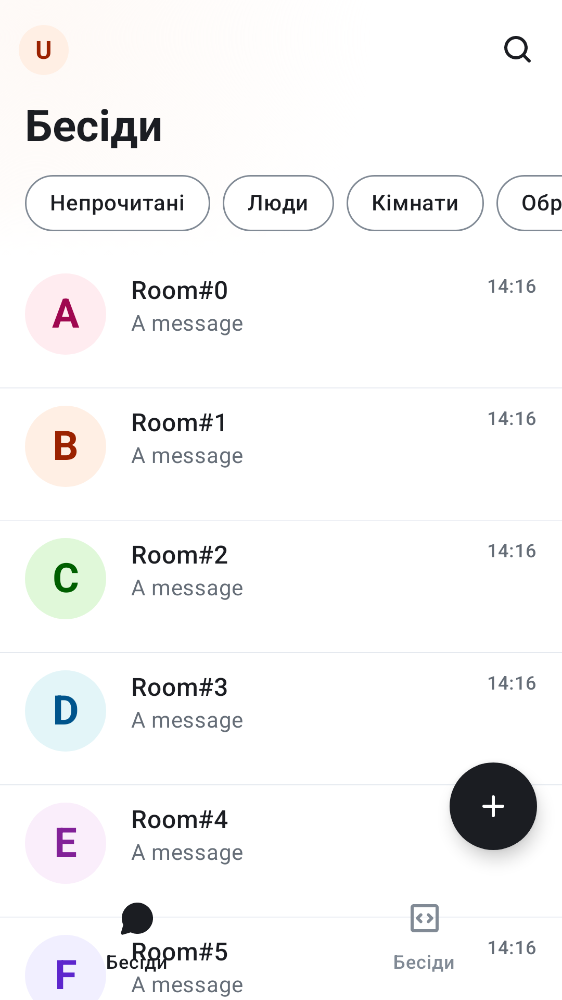 U
Бесіди
Непрочитані Люди Кімнати Обр
A Room#0 14:16
A message
B Room#1 14:16
A message
C Room#2 14:16
A message
D Room#3 14:16
A message
E Room#4
A message
F Room#5 14:16
Бесіди Бесіди
A message